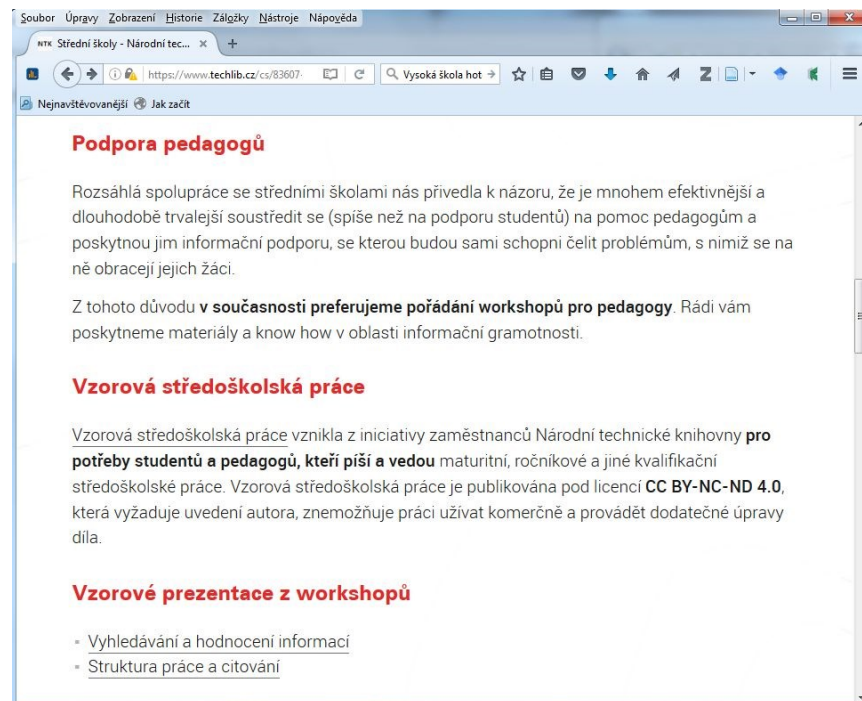 Soubor Úpravy Zobrazení Historie Záložky Nástroje Nápověda
NTK Střední školy - Národní tec... × +
https://www.techlib.cz/cs/83607- Vysoká škola hot
Nejnavštěvovanější Jak začít
Podpora pedagogů
Rozsáhlá spolupráce se středními školami nás přivedla k názoru, že je mnohem efektivnější a
dlouhodobě trvalejší soustředit se (spíše než na podporu studentů) na pomoc pedagogům a
poskytnou jim informační podporu, se kterou budou sami schopni čelit problémům, s nimiž se na
ně obracejí jejich žáci.
Z tohoto důvodu v současnosti preferujeme pořádání workshopů pro pedagogy. Rádi vám
poskytneme materiály a know how v oblasti informační gramotnosti.
Vzorová středoškolská práce
Vzorová středoškolská práce vznikla z iniciativy zaměstnanců Národní technické knihovny pro
potřeby studentů a pedagogů, kteří píší a vedou maturitní, ročníkové a jiné kvalifikační
středoškolské práce. Vzorová středoškolská práce je publikována pod licencí CC BY-NC-ND 4.0,
která vyžaduje uvedení autora, znemožňuje práci užívat komerčně a provádět dodatečné úpravy
díla.
Vzorové prezentace z workshopů
Vyhledávání a hodnocení informací
Struktura práce a citování